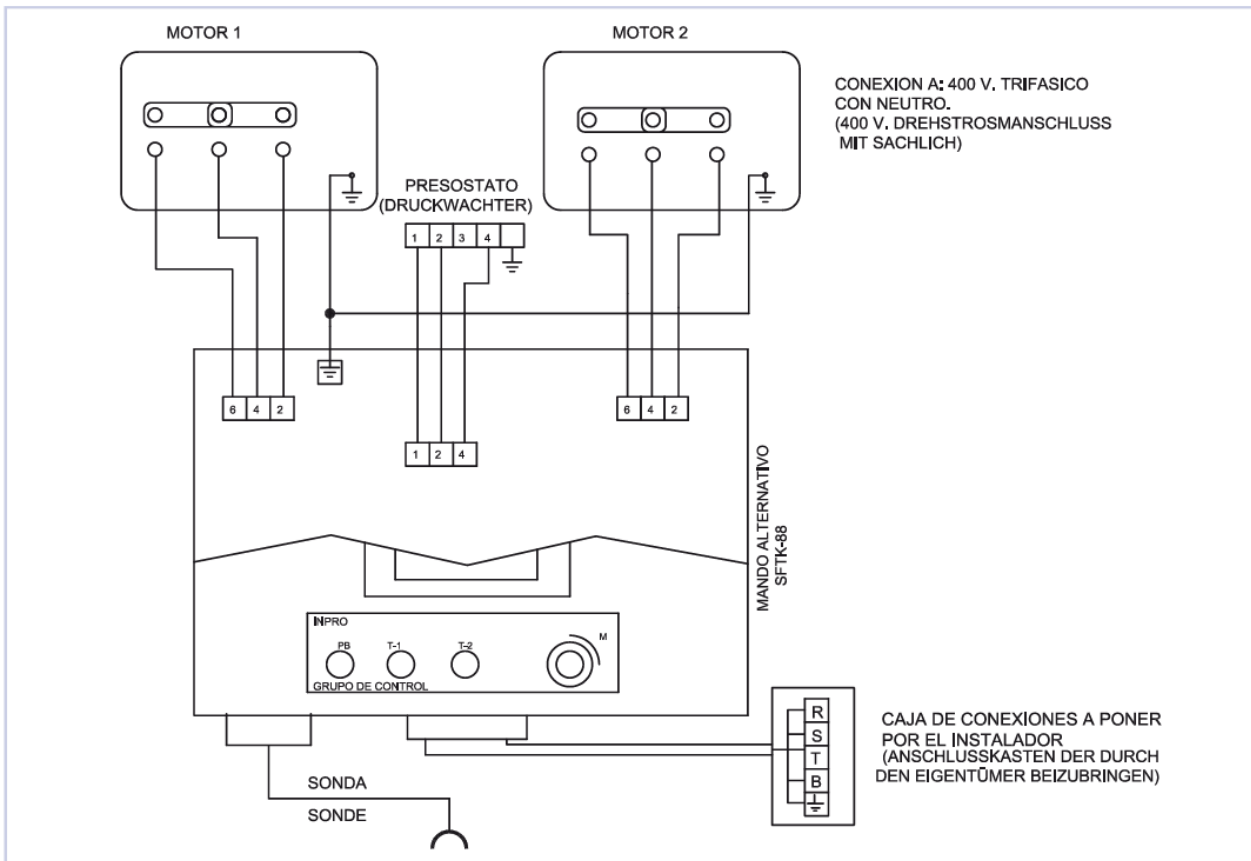 MOTOR 1
MOTOR 2
CONEXION A: 400 V. TRIFASICO
CON NEUTRO.
(400 V. DREHSTROSMANSCHLUSS
MIT SACHLICH)
PRESOSTATO
(DRUCKWACHTER)
1 2 3 4
6 4 2
6 4 2
1 2 4
MANDO ALTERNATIVO
SFTK-88
INPRO
PB T-1 T-2 M
GRUPO DE CONTROL
R
S
T
B
CAJA DE CONEXIONES A PONER
POR EL INSTALADOR
(ANSCHLUSSKASTEN DER DURCH
DEN EIGENTÜMER BEIZUBRINGEN)
SONDA
SONDE